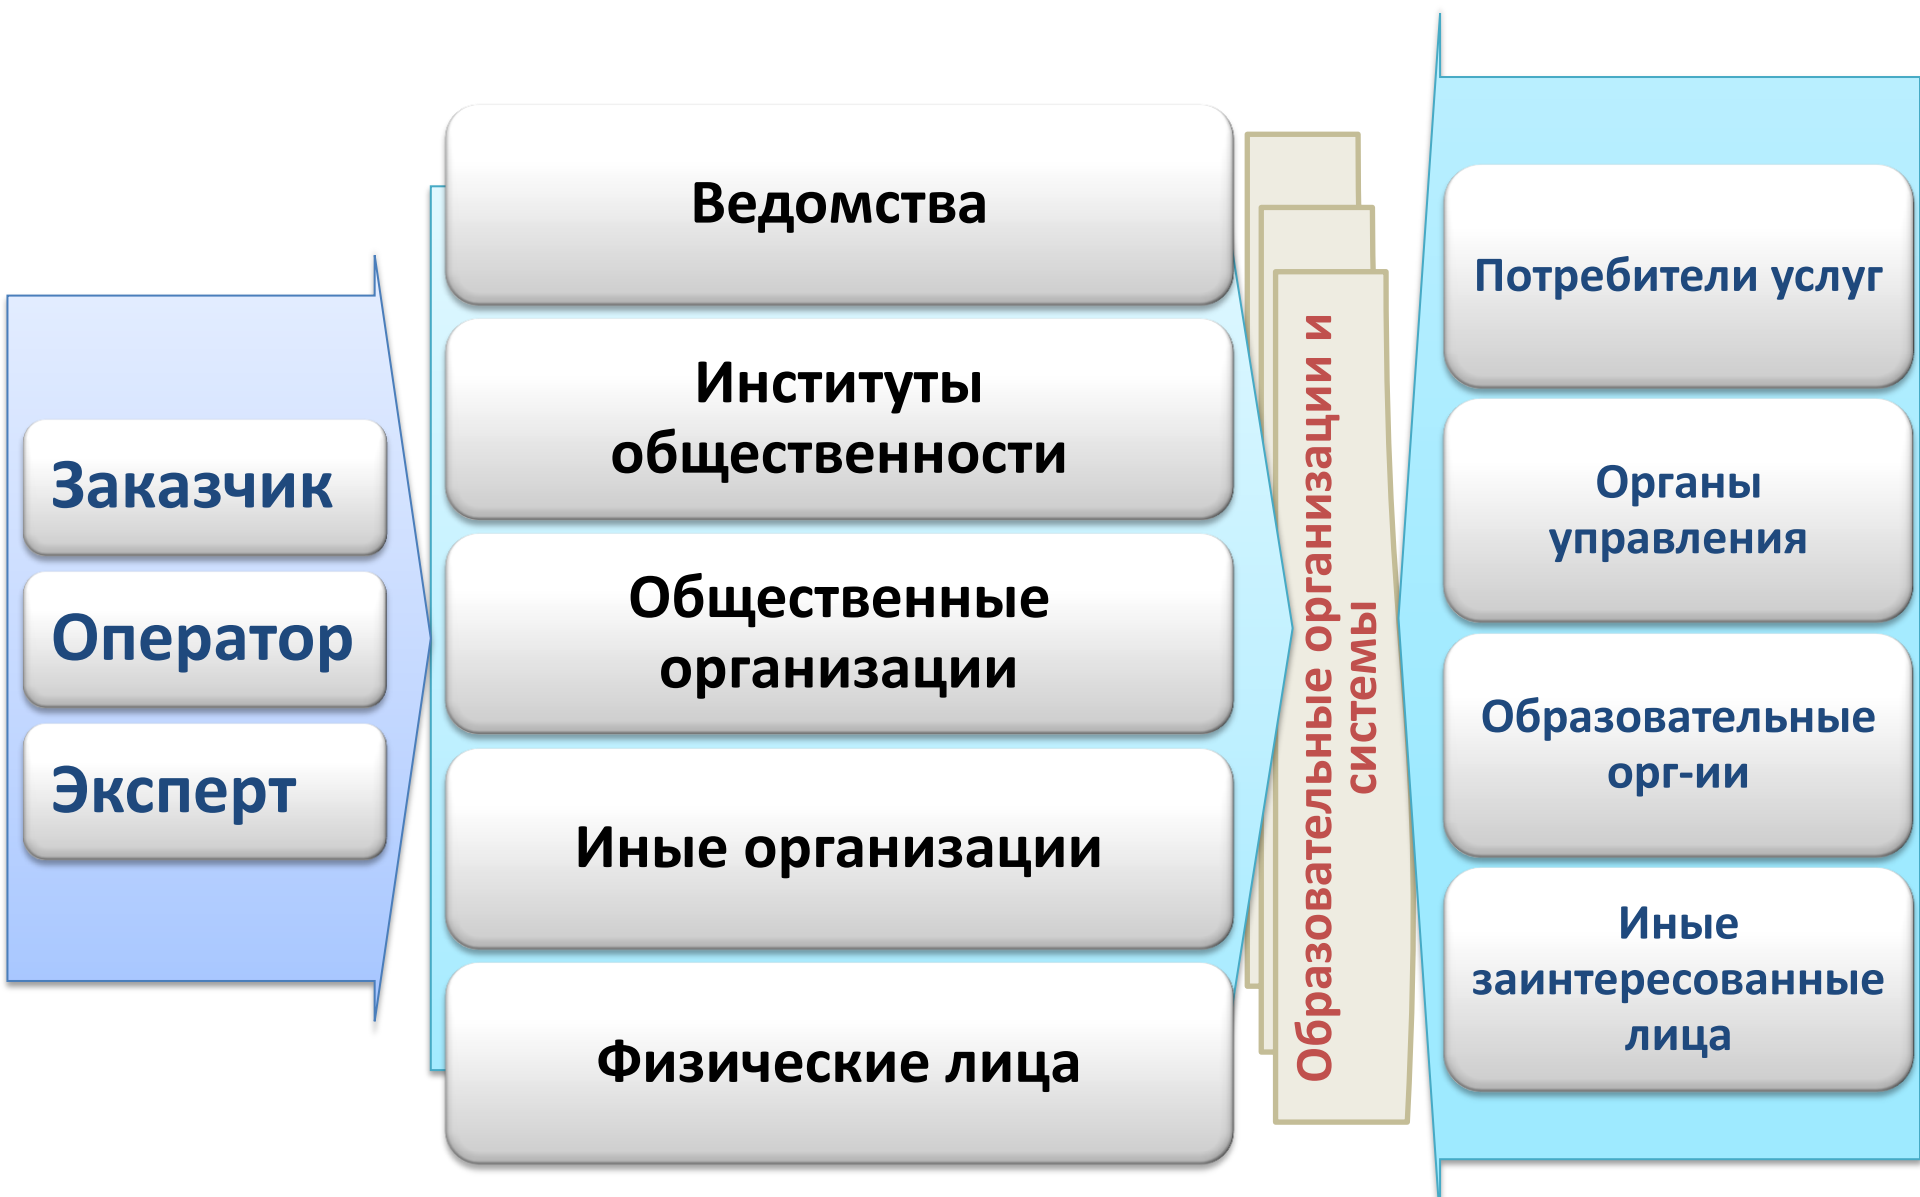 Заказчик
Оператор
Эксперт
Ведомства
Институты
общественности
Общественные
организации
Иные организации
Физические лица
Образовательные организации и
системы
Потребители услуг
Органы
управления
Образовательные
орг-ии
Иные
заинтересованные
лица